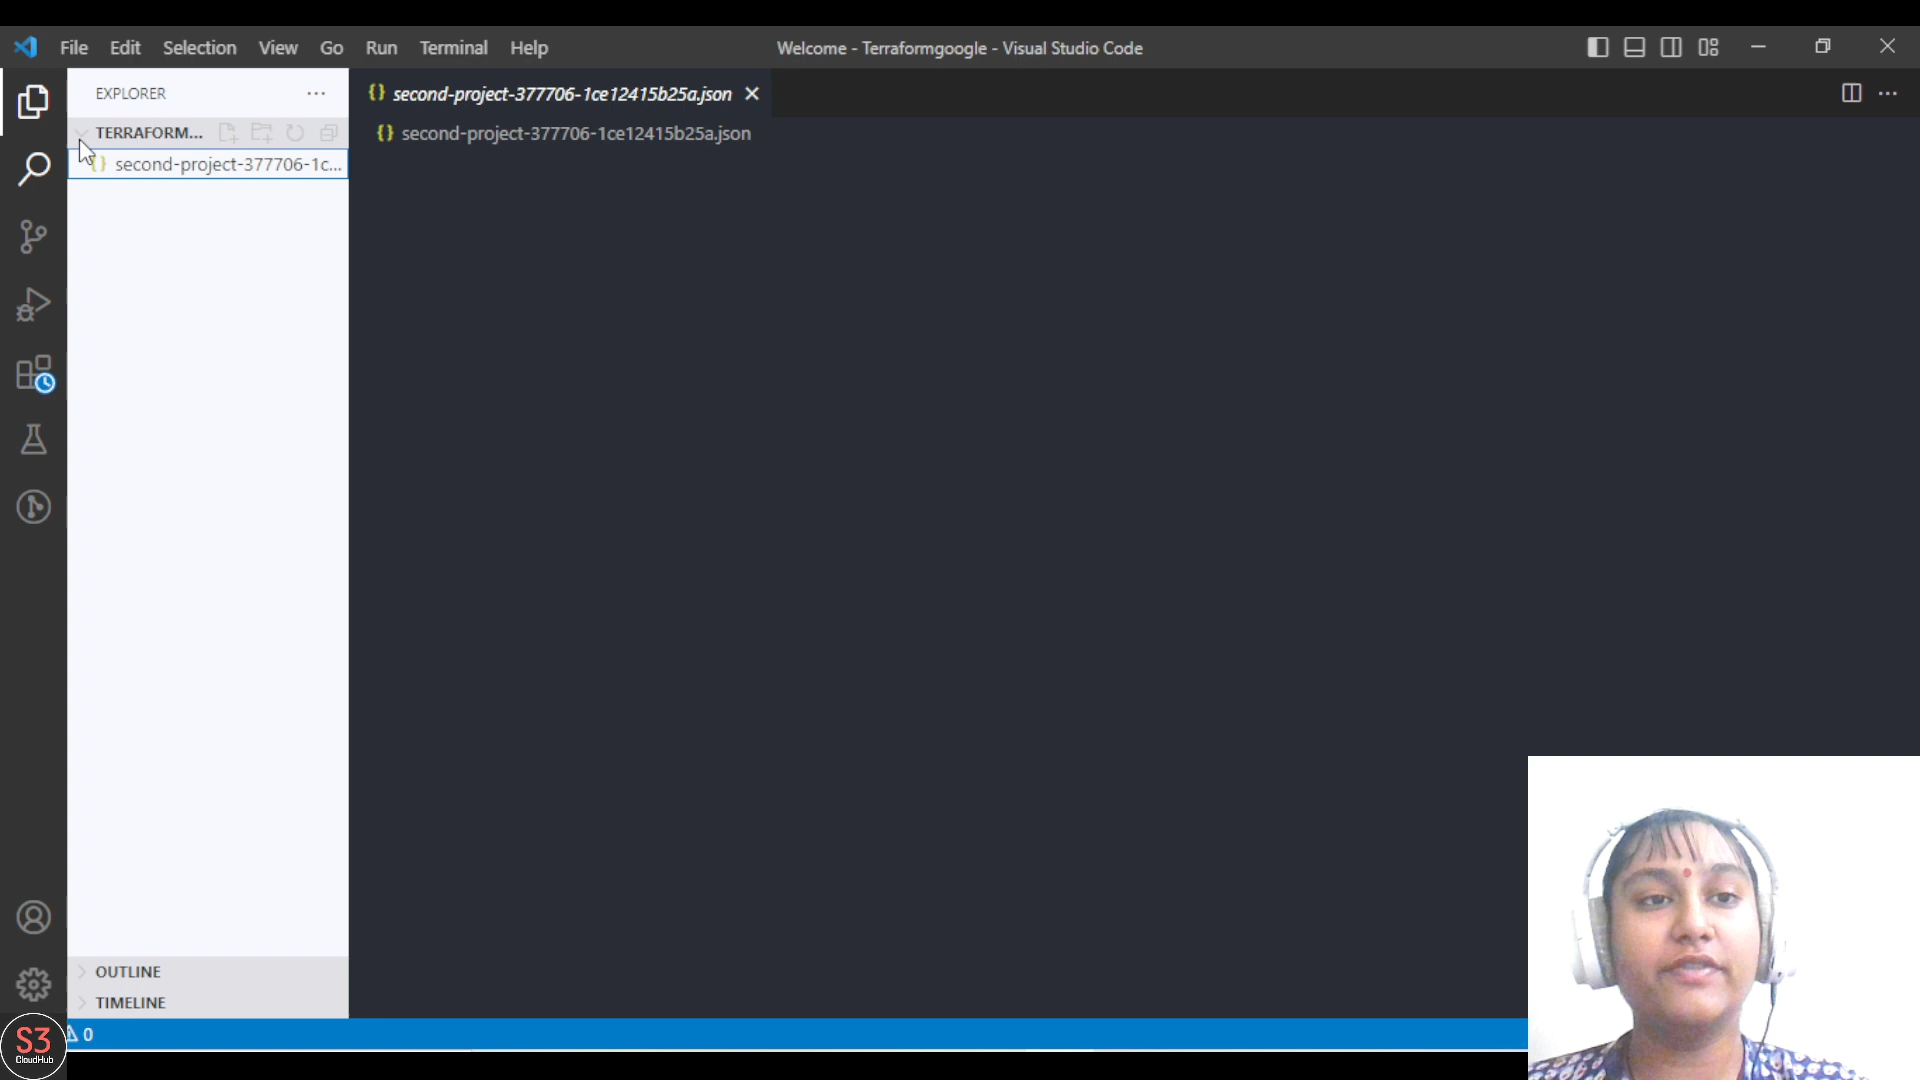 File Edit Selection View Go Run Terminal Help
Welcome - Terraformgoogle - Visual Studio Code
EXPLORER
second-project-377706-1ce12415b25a.json
TERRAFORM...
second-project-377706-1ce12415b25a.json
second-project-377706-1c...
OUTLINE
TIMELINE
0
S3
CloudHub